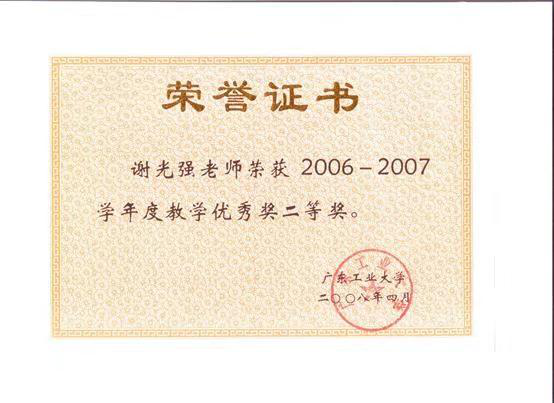 荣誉证书
谢光强老师荣获 2006－2007
学年度教学优秀奖二等奖。
广东工业大学
二〇〇八年四月